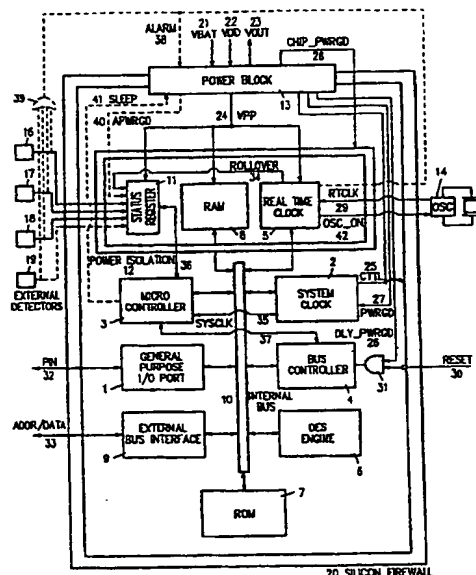 ALARM 38
21 VBAT
22 VDD
23 VOUT
CHIP_PWRGD
28
POWER BLOCK
13
41 SLEEP
40 APWRGD
24 VPP
39
16
17
18
19
EXTERNAL DETECTORS
ROLLOVER
34
11
STATUS REGISTER
RAM
8
REAL TIME CLOCK
5
RTCLK
29
OSC_ON
42
14
OSC
POWER ISOLATION
12
36
MICRO CONTROLLER
3
2
SYSTEM CLOCK
25
CTTL
27
PWRGD
35
SYSCLK
37
DLY_PWRGD
26
PIN
32
GENERAL PURPOSE I/O PORT
1
10
INTERNAL BUS
BUS CONTROLLER
4
31
RESET
30
ADDR/DATA
33
EXTERNAL BUS INTERFACE
9
DES ENGINE
6
ROM
7
20 SILICON FIREWALL